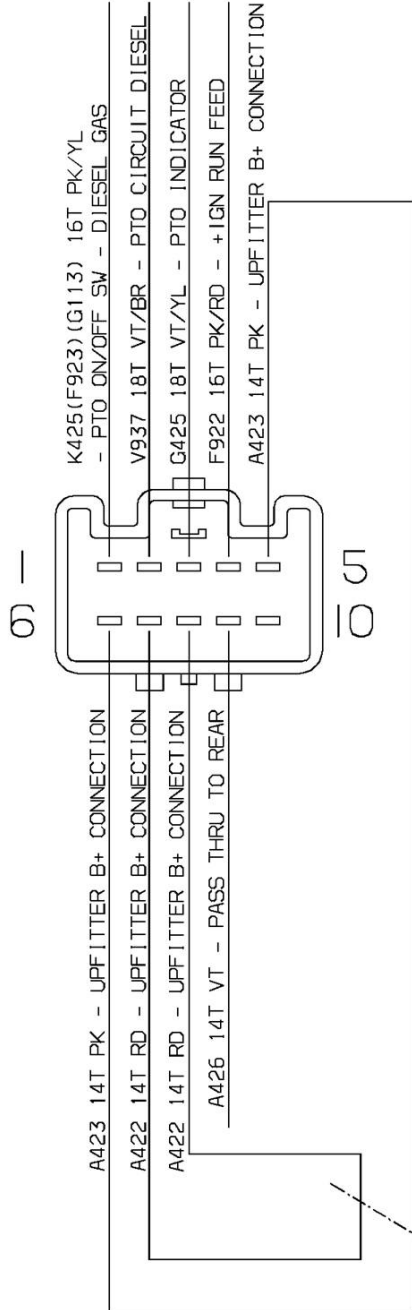 K425(F923)(G113) 16T PK/YL
- PTO ON/OFF SW - DIESEL GAS
V937 18T VT/BR - PTO CIRCUIT DIESEL
G425 18T VT/YL - PTO INDICATOR
F922 16T PK/RD - +IGN RUN FEED
A423 14T PK - UPFITTER B+ CONNECTION
1
5
6
10
A423 14T PK - UPFITTER B+ CONNECTION
A422 14T RD - UPFITTER B+ CONNECTION
A422 14T RD - UPFITTER B+ CONNECTION
A426 14T VT - PASS THRU TO REAR